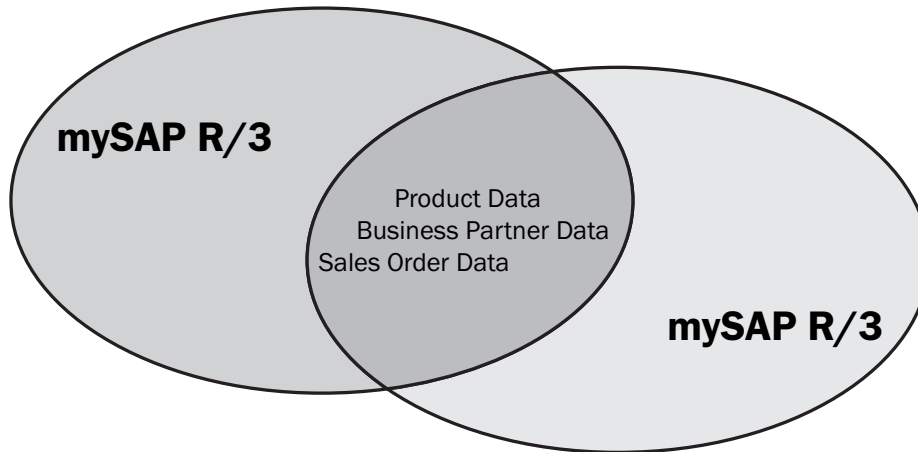 mySAP R/3
Product Data
Business Partner Data
Sales Order Data
mySAP R/3